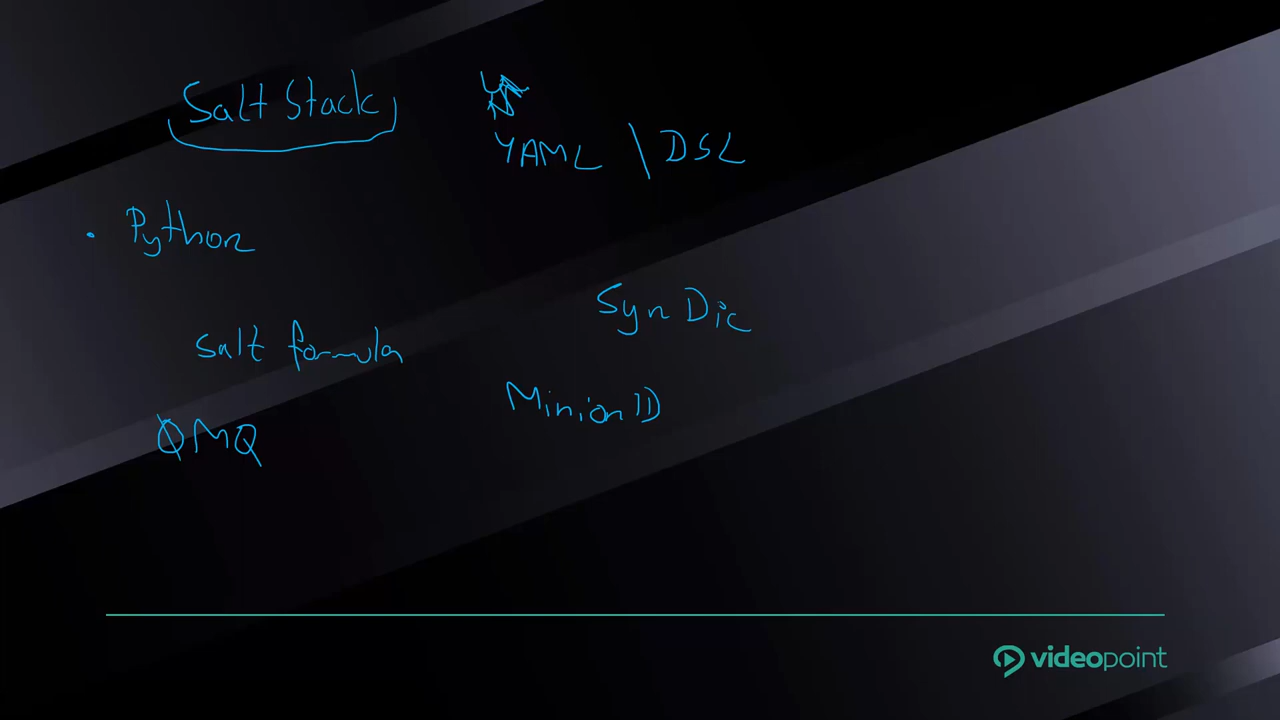 Salt Stack
YAML \ DSL
• Python
Syn Dic
salt formula
Minion ID
ØMQ
videopoint